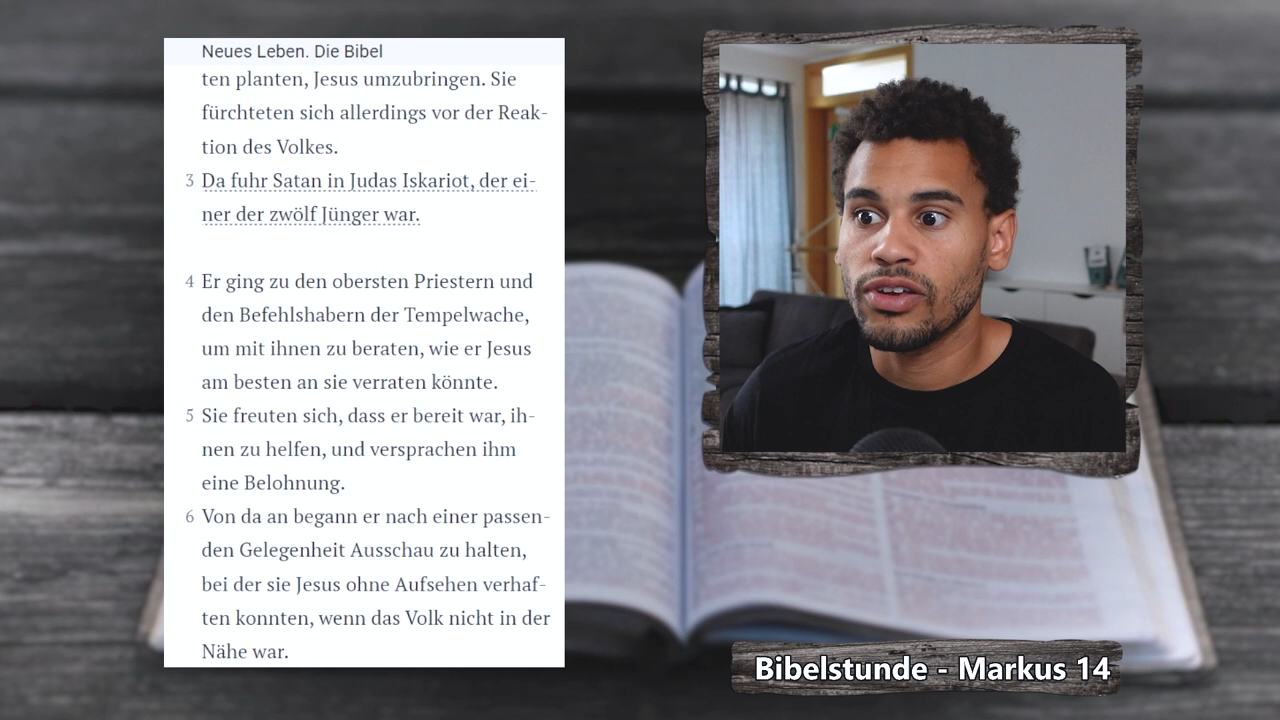 Neues Leben. Die Bibel
ten planten, Jesus umzubringen. Sie
fürchteten sich allerdings vor der Reak-
tion des Volkes.
3 Da fuhr Satan in Judas Iskariot, der ei-
ner der zwölf Jünger war.
4 Er ging zu den obersten Priestern und
den Befehlshabern der Tempelwache,
um mit ihnen zu beraten, wie er Jesus
am besten an sie verraten könnte.
5 Sie freuten sich, dass er bereit war, ih-
nen zu helfen, und versprachen ihm
eine Belohnung.
6 Von da an begann er nach einer passen-
den Gelegenheit Ausschau zu halten,
bei der sie Jesus ohne Aufsehen verhaf-
ten konnten, wenn das Volk nicht in der
Nähe war.
Bibelstunde - Markus 14